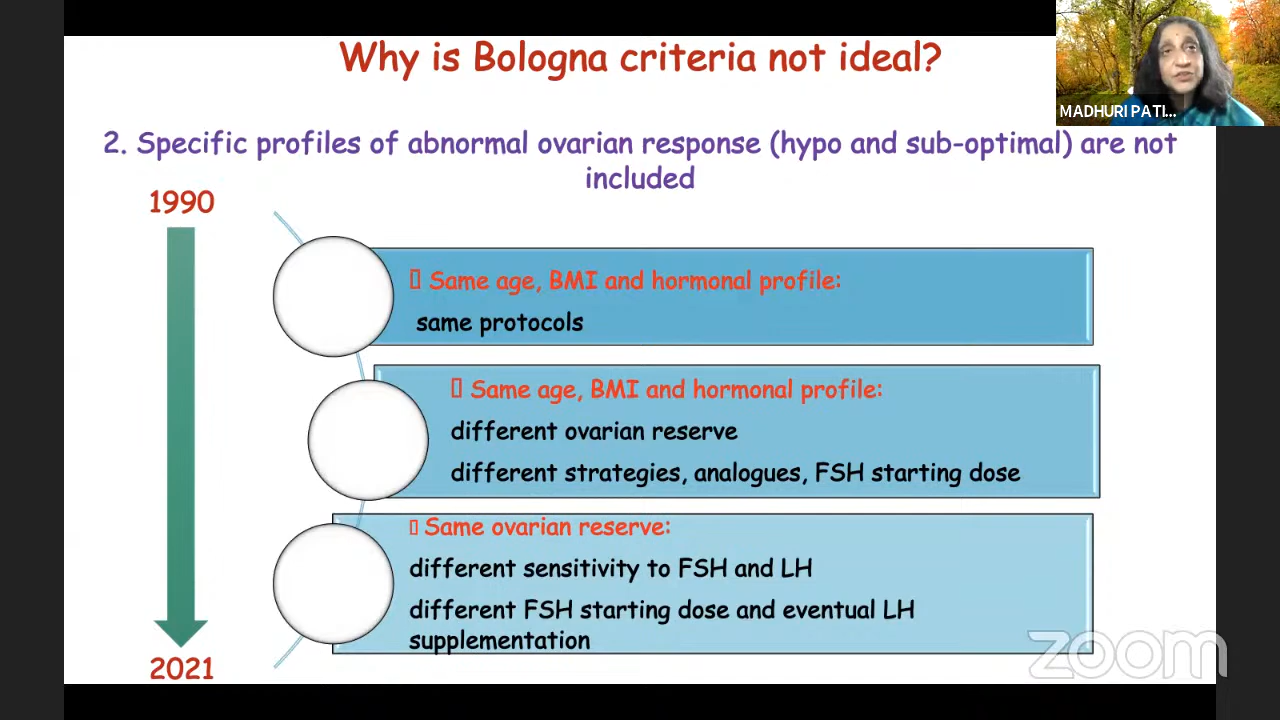 Why is Bologna criteria not ideal?
MADHURI PATI...
2. Specific profiles of abnormal ovarian response (hypo and sub-optimal) are not
included
1990
Same age, BMI and hormonal profile:
same protocols
Same age, BMI and hormonal profile:
different ovarian reserve
different strategies, analogues, FSH starting dose
Same ovarian reserve:
different sensitivity to FSH and LH
different FSH starting dose and eventual LH
supplementation
2021
zoom